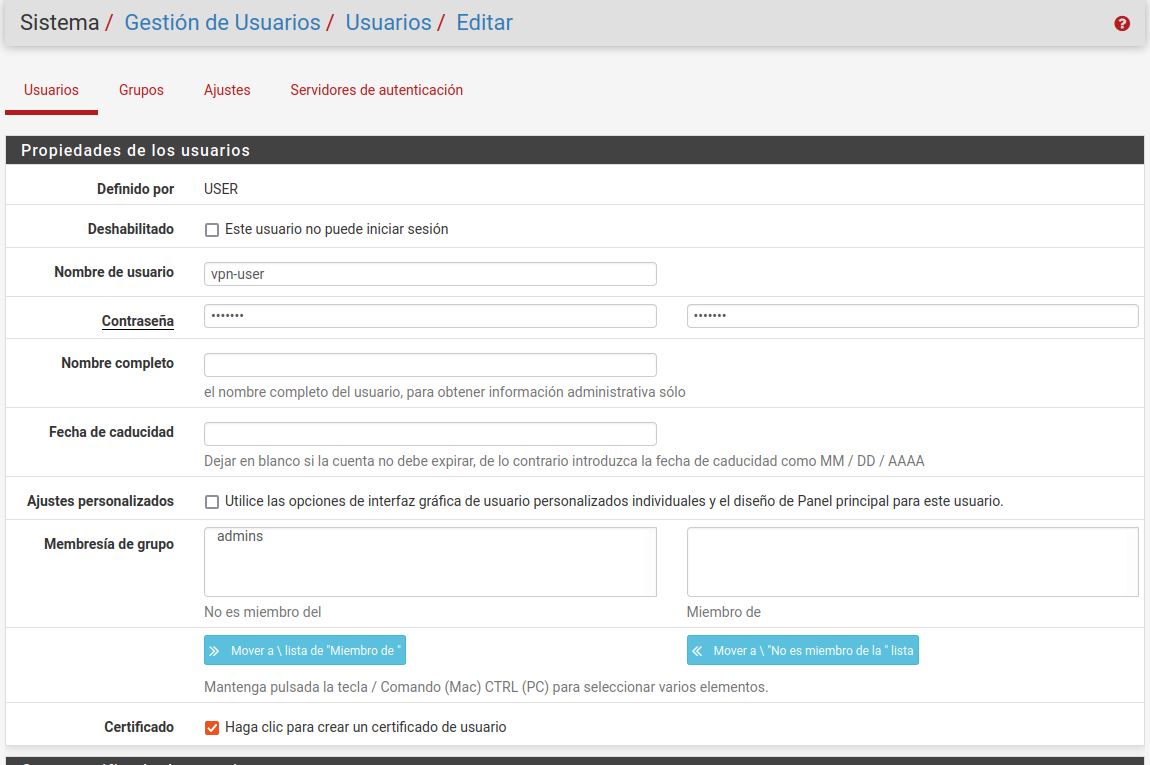 Sistema / Gestión de Usuarios / Usuarios / Editar
Usuarios Grupos Ajustes Servidores de autenticación
Propiedades de los usuarios
Definido por USER
Deshabilitado Este usuario no puede iniciar sesión
Nombre de usuario vpn-user
Contraseña ••••••• •••••••
Nombre completo
el nombre completo del usuario, para obtener información administrativa sólo
Fecha de caducidad
Dejar en blanco si la cuenta no debe expirar, de lo contrario introduzca la fecha de caducidad como MM / DD / AAAA
Ajustes personalizados Utilice las opciones de interfaz gráfica de usuario personalizados individuales y el diseño de Panel principal para este usuario.
Membresía de grupo admins
No es miembro del Miembro de
Mover a \ lista de "Miembro de " Mover a \ "No es miembro de la " lista
Mantenga pulsada la tecla / Comando (Mac) CTRL (PC) para seleccionar varios elementos.
Certificado Haga clic para crear un certificado de usuario